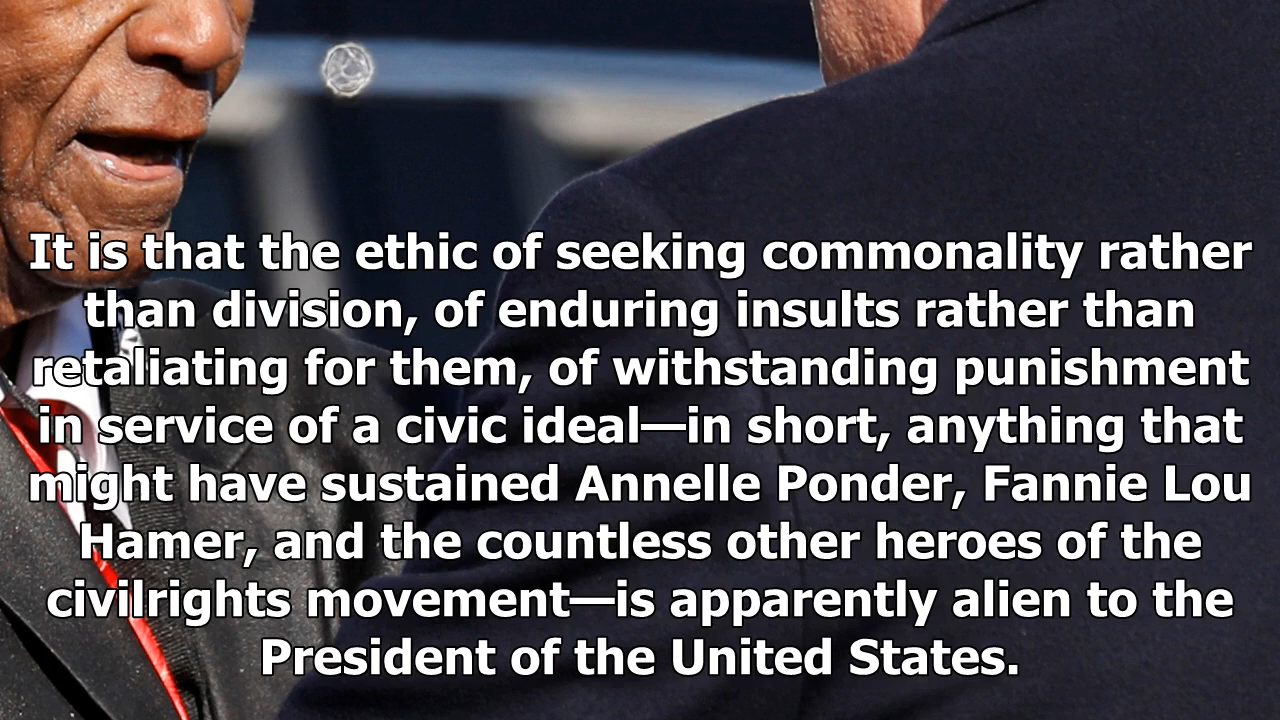 It is that the ethic of seeking commonality rather
than division, of enduring insults rather than
retaliating for them, of withstanding punishment
in service of a civic ideal—in short, anything that
might have sustained Annelle Ponder, Fannie Lou
Hamer, and the countless other heroes of the
civilrights movement—is apparently alien to the
President of the United States.